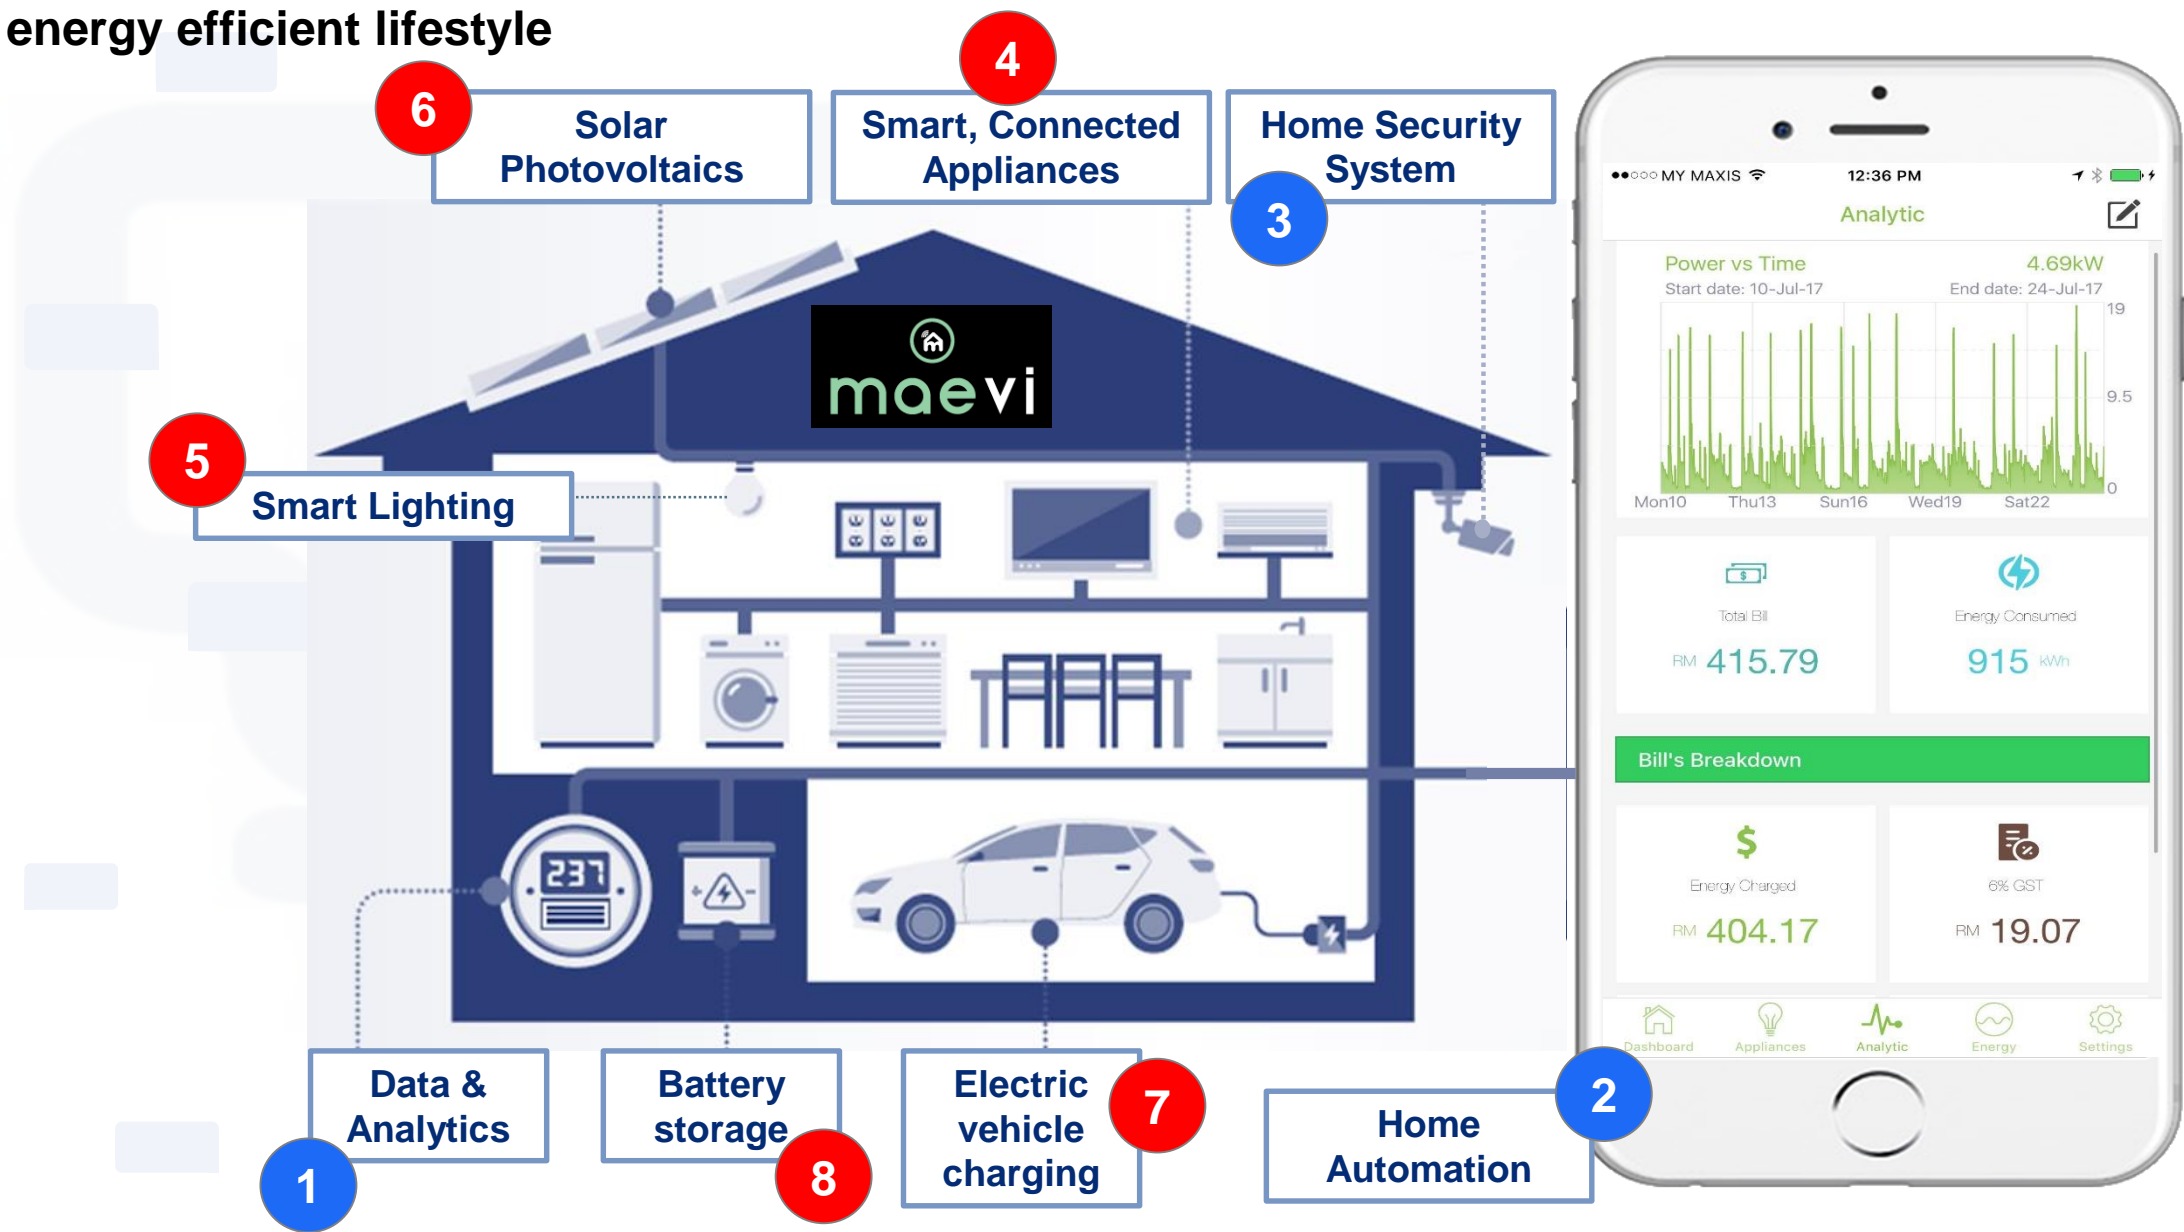 energy efficient lifestyle
6
Solar
Photovoltaics
4
Smart, Connected
Appliances
Home Security
System
3
maevi
5
Smart Lighting
237
Data &
Analytics
1
Battery
storage
8
Electric
vehicle
charging
7
Home
Automation
2
MY MAXIS
12:36 PM
Analytic
Power vs Time
4.69kW
Start date: 10-Jul-17
End date: 24-Jul-17
19
9.5
0
Mon10 Thu13 Sun16 Wed19 Sat22
Total Bill
RM 415.79
Energy Consumed
915 kWh
Bill's Breakdown
Energy Charged
RM 404.17
6% GST
RM 19.07
Dashboard Appliances Analytic Energy Settings